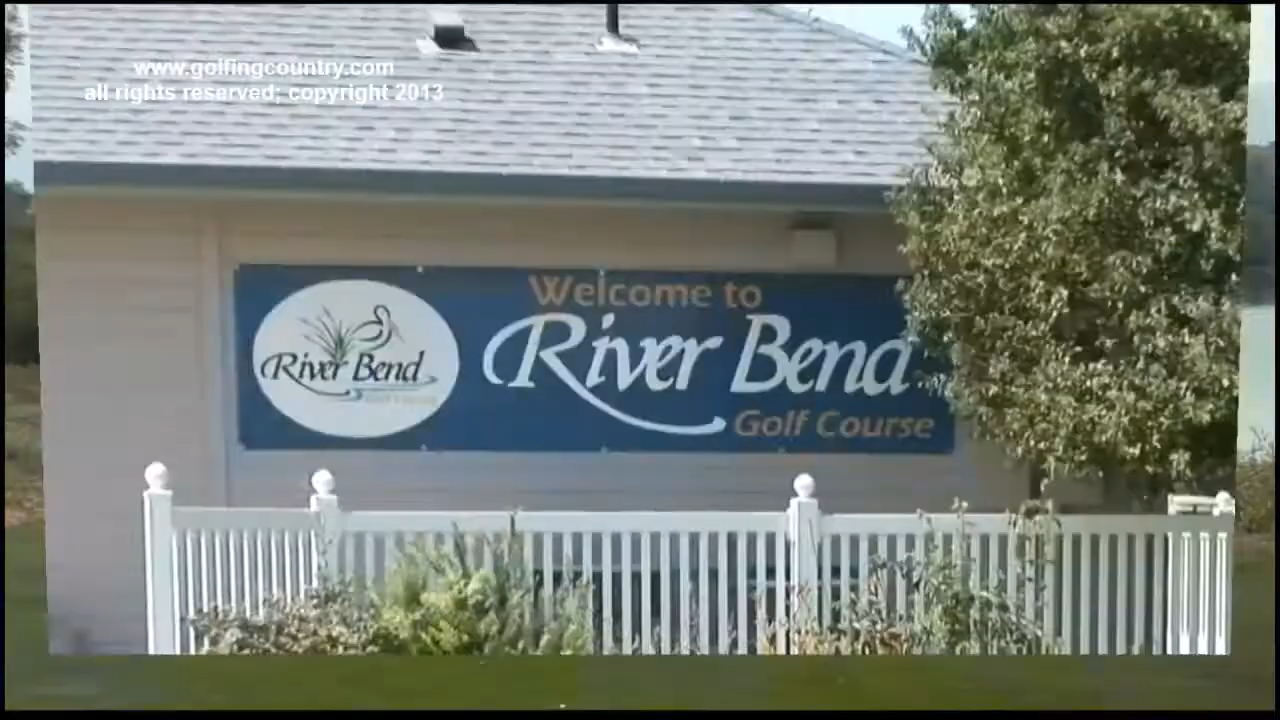 www.golfingcountry.com
all rights reserved; copyright 2013
Welcome to
River Bend
Golf Course
River Bend